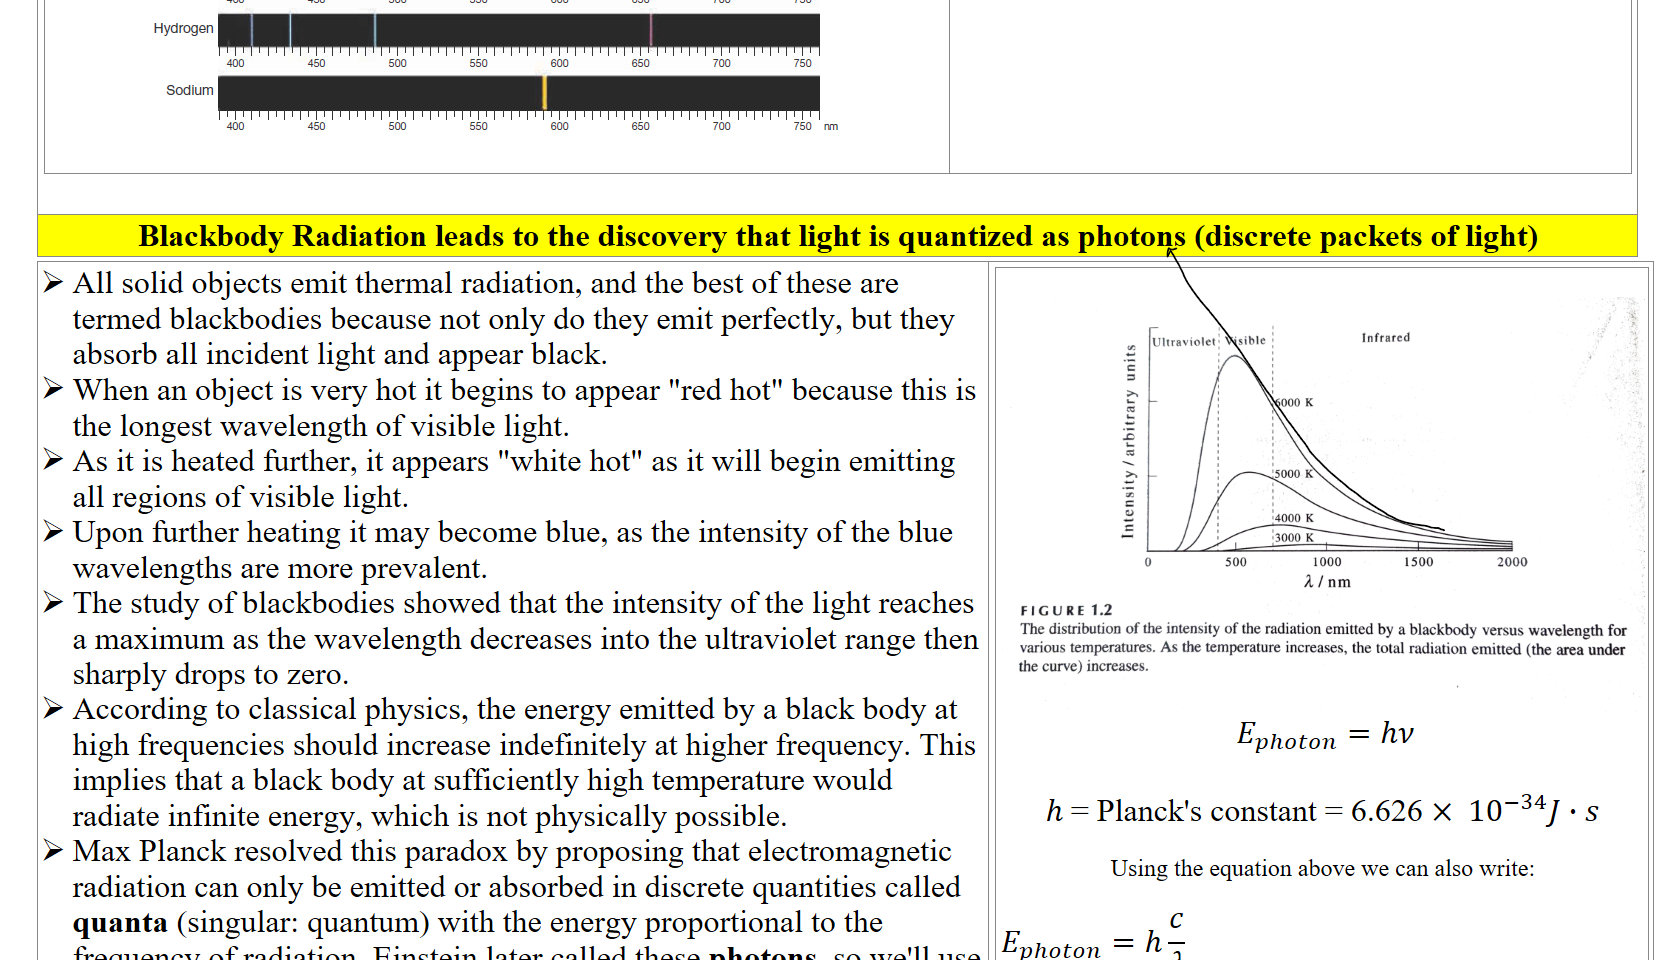 400 450 500 550 600 650 700 750
Hydrogen
400 450 500 550 600 650 700 750
Sodium
400 450 500 550 600 650 700 750 nm
Blackbody Radiation leads to the discovery that light is quantized as photons (discrete packets of light)
➢ All solid objects emit thermal radiation, and the best of these are
termed blackbodies because not only do they emit perfectly, but they
absorb all incident light and appear black.
➢ When an object is very hot it begins to appear "red hot" because this is
the longest wavelength of visible light.
➢ As it is heated further, it appears "white hot" as it will begin emitting
all regions of visible light.
➢ Upon further heating it may become blue, as the intensity of the blue
wavelengths are more prevalent.
➢ The study of blackbodies showed that the intensity of the light reaches
a maximum as the wavelength decreases into the ultraviolet range then
sharply drops to zero.
➢ According to classical physics, the energy emitted by a black body at
high frequencies should increase indefinitely at higher frequency. This
implies that a black body at sufficiently high temperature would
radiate infinite energy, which is not physically possible.
➢ Max Planck resolved this paradox by proposing that electromagnetic
radiation can only be emitted or absorbed in discrete quantities called
quanta (singular: quantum) with the energy proportional to the
frequency of radiation. Einstein later called these photons, so we'll use
Ultraviolet Visible Infrared
Intensity / arbitrary units
6000 K
5000 K
4000 K
3000 K
0 500 1000 1500 2000
λ / nm
FIGURE 1.2
The distribution of the intensity of the radiation emitted by a blackbody versus wavelength for
various temperatures. As the temperature increases, the total radiation emitted (the area under
the curve) increases.
E_photon = hν
h = Planck's constant = 6.626 × 10⁻³⁴ J · s
Using the equation above we can also write:
E_photon = h c/λ